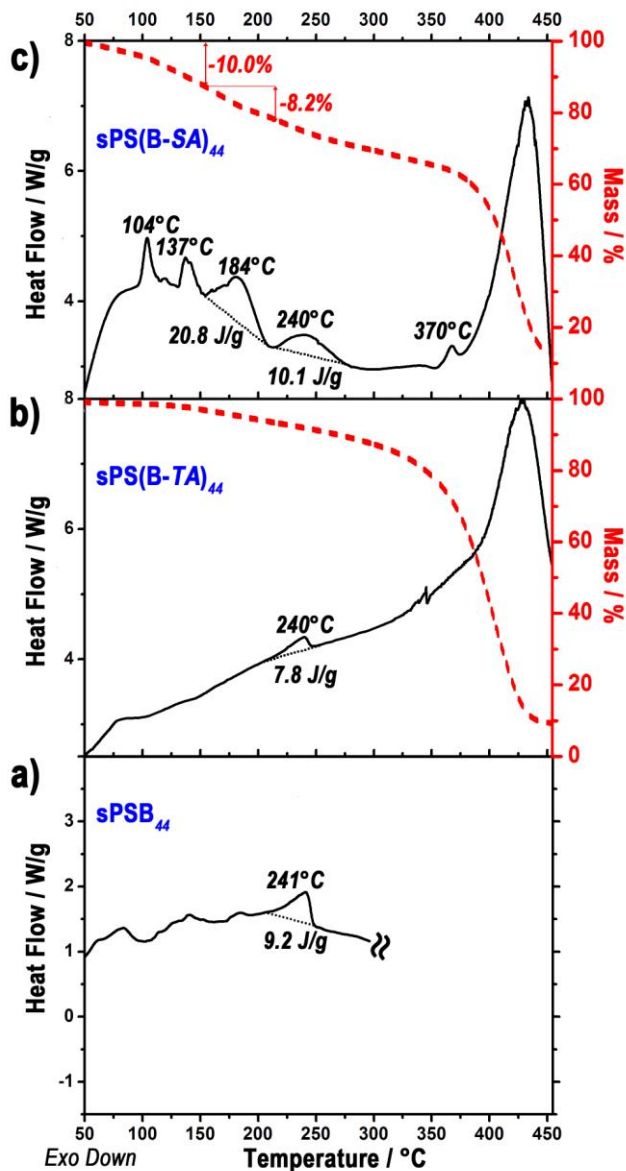 50 100 150 200 250 300 350 400 450
c)
8
100
-10.0%
-8.2%
80
sPS(B-SA)44
6
60
104°C
137°C
184°C
240°C
370°C
40
4
20.8 J/g
10.1 J/g
20
Heat Flow / W/g
Mass / %
2
0
b)
8
100
sPS(B-TA)44
80
6
60
240°C
40
7.8 J/g
4
20
10
0
Heat Flow / W/g
Mass / %
a)
sPSB44
3
241°C
2
9.2 J/g
1
0
-1
Heat Flow / W/g
50 100 150 200 250 300 350 400 450
Exo Down Temperature / °C